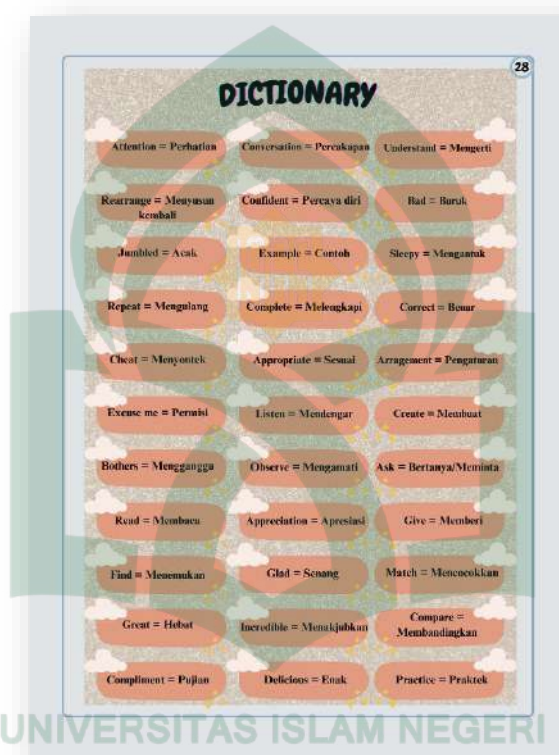 28
DICTIONARY
Attention = Perhatian
Conversation = Percakapan
Understand = Mengerti
Rearrange = Menyusun
kembali
Confident = Percaya diri
Bad = Buruk
Jumbled = Acak
Example = Contoh
Sleepy = Mengantuk
Repeat = Mengulang
Complete = Melengkapi
Correct = Benar
Cheat = Menyontek
Appropriate = Sesuai
Arragement = Pengaturan
Excuse me = Permisi
Listen = Mendengar
Create = Membuat
Bothers = Mengganggu
Observe = Mengamati
Ask = Bertanya/Meminta
Read = Membaca
Appreciation = Apresiasi
Give = Memberi
Find = Menemukan
Glad = Senang
Match = Mencocokkan
Great = Hebat
Incredible = Menakjubkan
Compare =
Membandingkan
Compliment = Pujian
Delicious = Enak
Practice = Praktek
UNIVERSITAS ISLAM NEGERI